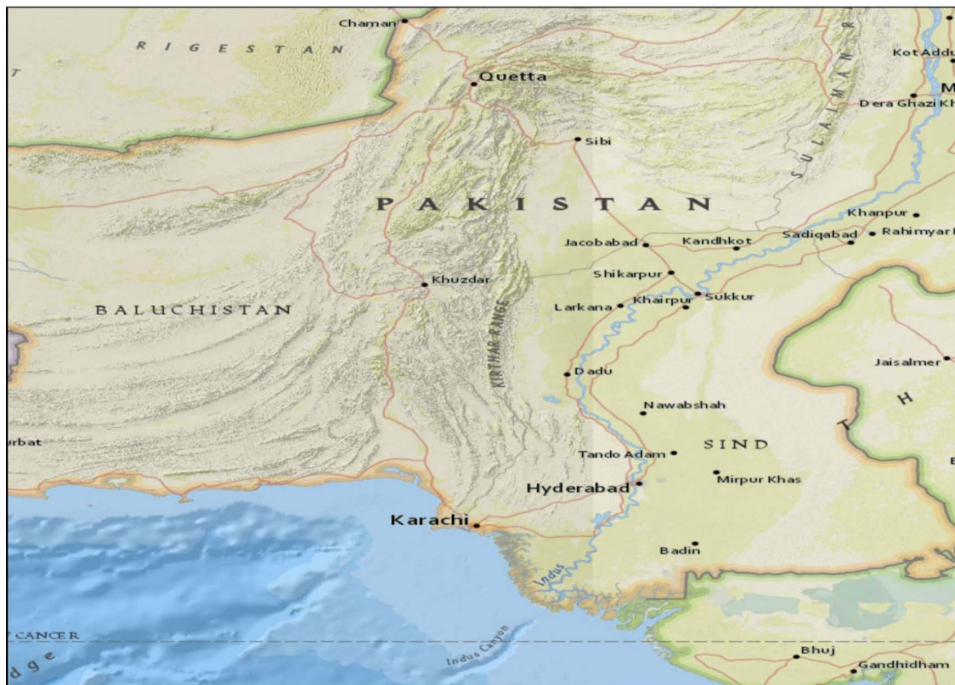 Chaman
RIGESTAN
Kot Addu
Quetta
Dera Ghazi Kh
SULAIMAN R
Sibi
PAKISTAN
Khanpur
Sadiqabad
Rahimyar
Jacobabad
Kandhkot
Shikarpur
Khuzdar
Sukkur
Khairpur
Larkana
BALUCHISTAN
KIRTHAR RANGE
Jaisalmer
Dadu
T H
Nawabshah
SIND
urbat
Tando Adam
Mirpur Khas
Hyderabad
Karachi
Badin
Indus
CANCER
Indus Canyon
Bhuj
Gandhidham
dge